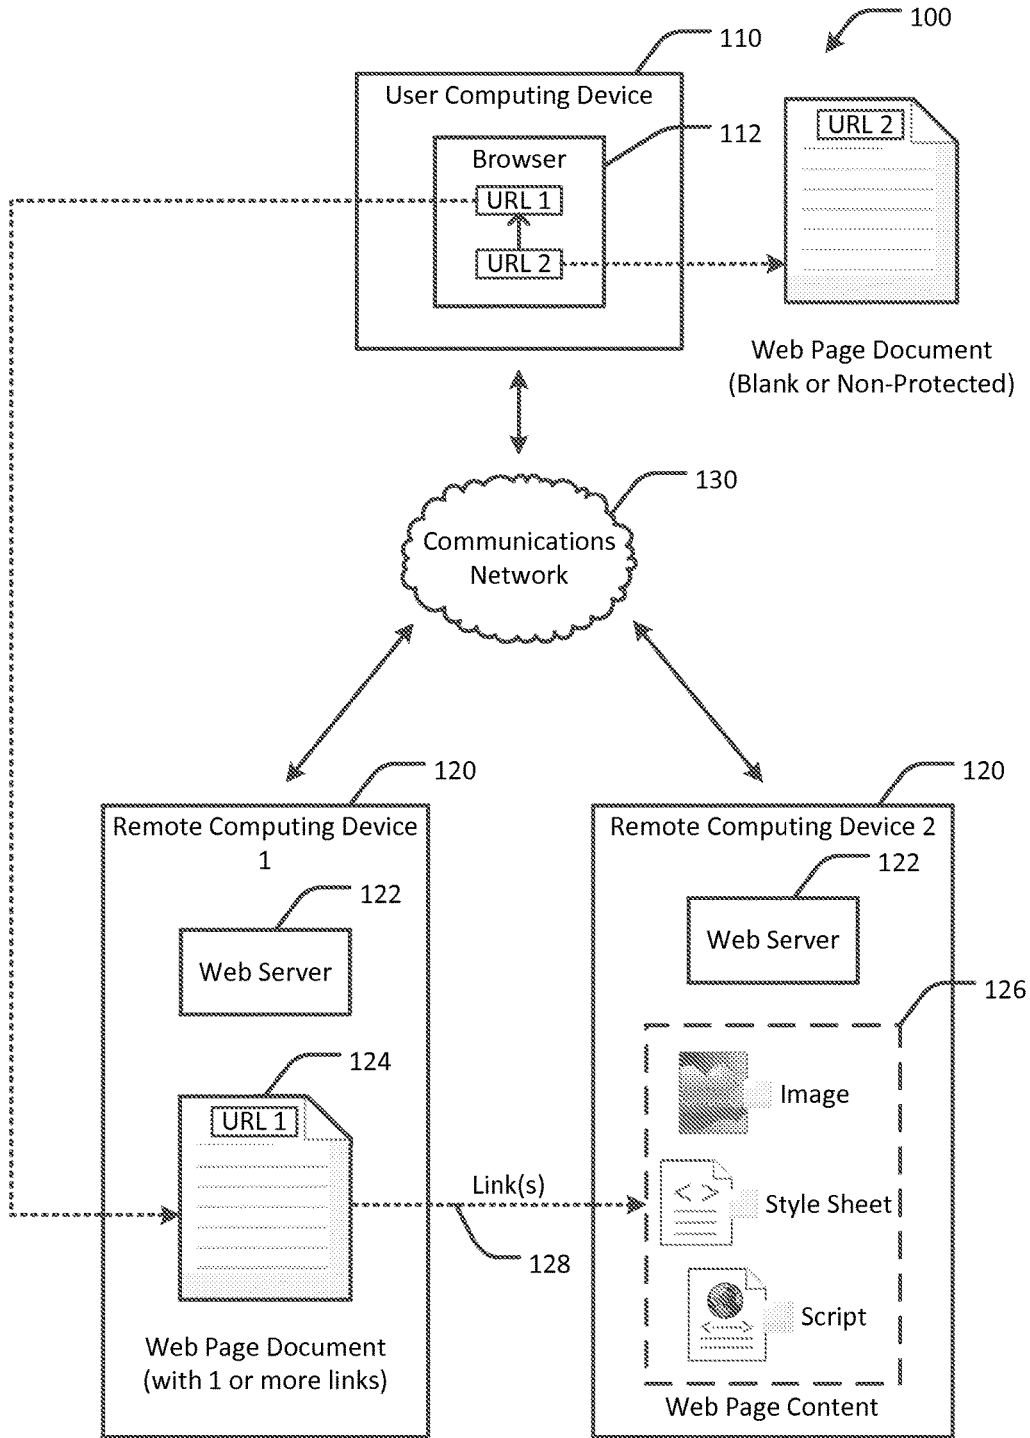 100
110
User Computing Device
112
Browser
URL 1
URL 2
URL 2
Web Page Document
(Blank or Non-Protected)
130
Communications
Network
120
Remote Computing Device
1
122
Web Server
124
URL 1
Web Page Document
(with 1 or more links)
Link(s)
128
120
Remote Computing Device 2
122
Web Server
126
Image
Style Sheet
Script
Web Page Content